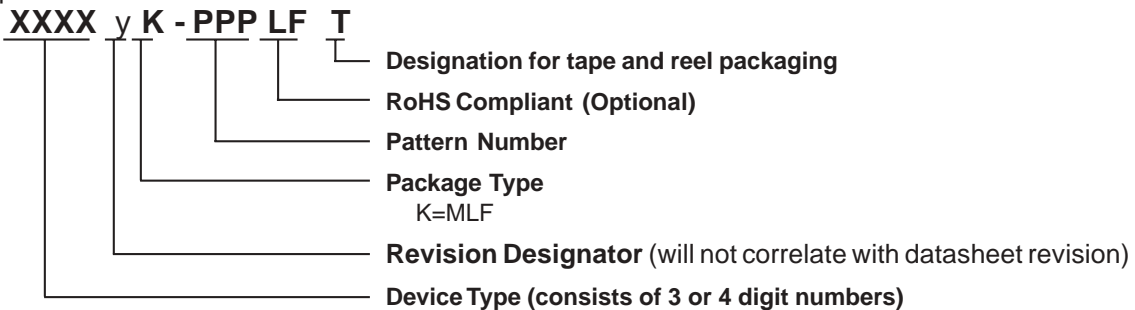 XXXX y K - PPP LF T
Designation for tape and reel packaging
RoHS Compliant (Optional)
Pattern Number
Package Type
K=MLF
Revision Designator (will not correlate with datasheet revision)
Device Type (consists of 3 or 4 digit numbers)